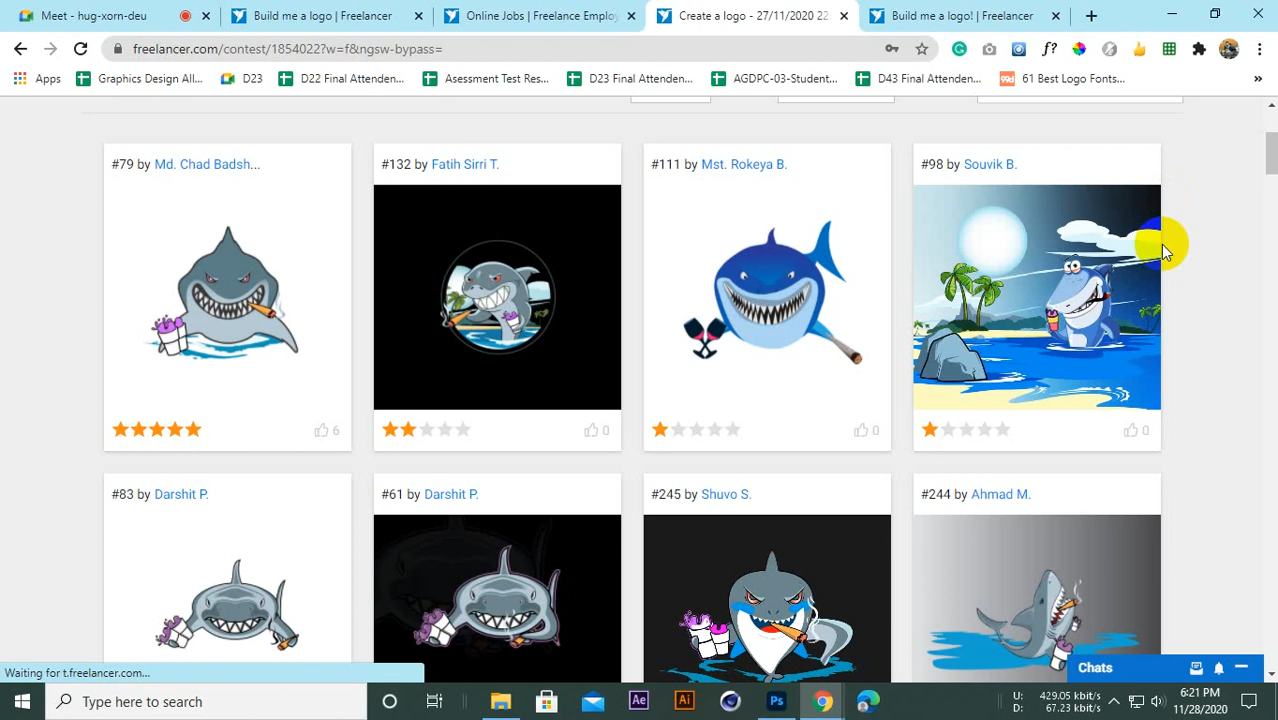 Meet - hug-xorn-deu
Build me a logo | Freelancer
Online Jobs | Freelance Employ
Create a logo - 27/11/2020 22
Build me a logo! | Freelancer
freelancer.com/contest/1854022?w=f&ngsw-bypass=
Apps
Graphics Design All...
D23
D22 Final Attenden...
Asessment Test Res...
D23 Final Attenden...
AGDPC-03-Student...
D43 Final Attenden...
61 Best Logo Fonts...
#79 by Md. Chad Badsh...
#132 by Fatih Sirri T.
#111 by Mst. Rokeya B.
#98 by Souvik B.
6
0
0
0
#83 by Darshit P.
#61 by Darshit P.
#245 by Shuvo S.
#244 by Ahmad M.
Waiting for t.freelancer.com...
Chats
Type here to search
U: 429.05 kbit/s
D: 67.23 kbit/s
6:21 PM
11/28/2020